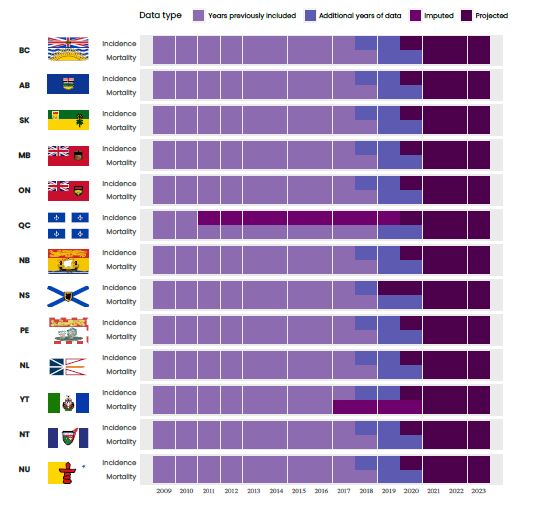 Data type Years previously included Additional years of data Imputed Projected
BC Incidence
Mortality
AB Incidence
Mortality
SK Incidence
Mortality
MB Incidence
Mortality
ON Incidence
Mortality
QC Incidence
Mortality
NB Incidence
Mortality
NS Incidence
Mortality
PE Incidence
Mortality
NL Incidence
Mortality
YT Incidence
Mortality
NT Incidence
Mortality
NU Incidence
Mortality
2009 2010 2011 2012 2013 2014 2015 2016 2017 2018 2019 2020 2021 2022 2023